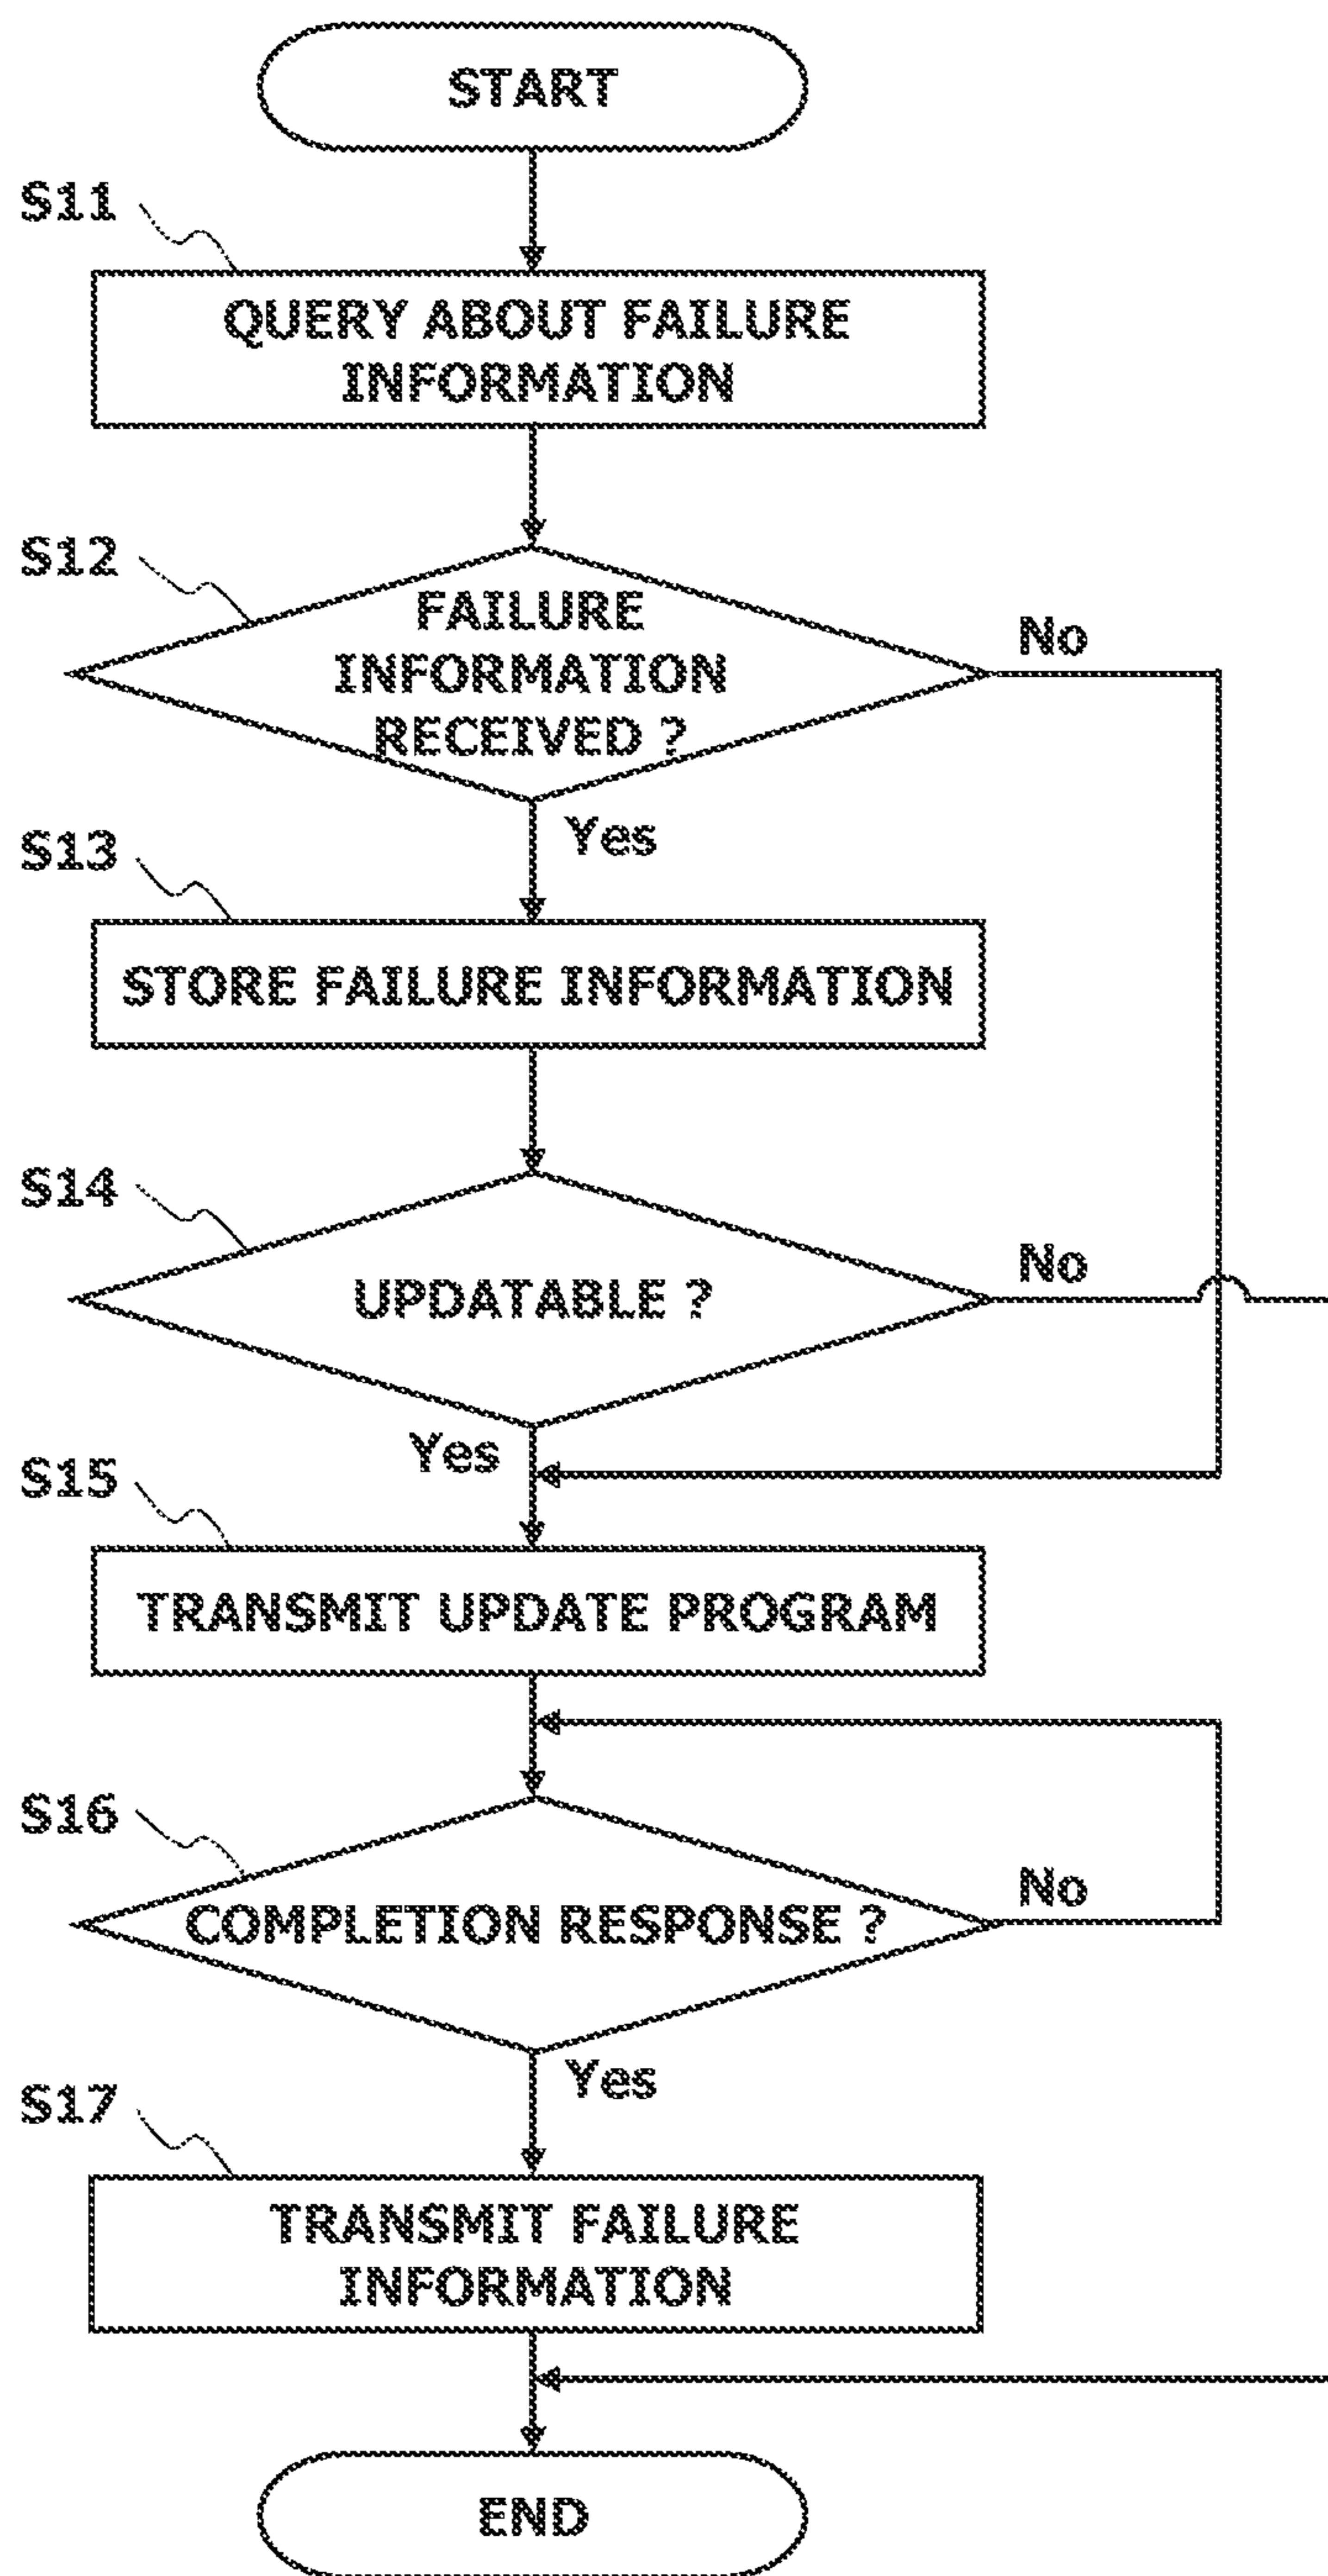 START
S11
QUERY ABOUT FAILURE
INFORMATION
S12
FAILURE
INFORMATION
RECEIVED ?
No
Yes
S13
STORE FAILURE INFORMATION
S14
UPDATABLE ?
No
Yes
S15
TRANSMIT UPDATE PROGRAM
S16
COMPLETION RESPONSE ?
No
Yes
S17
TRANSMIT FAILURE
INFORMATION
END